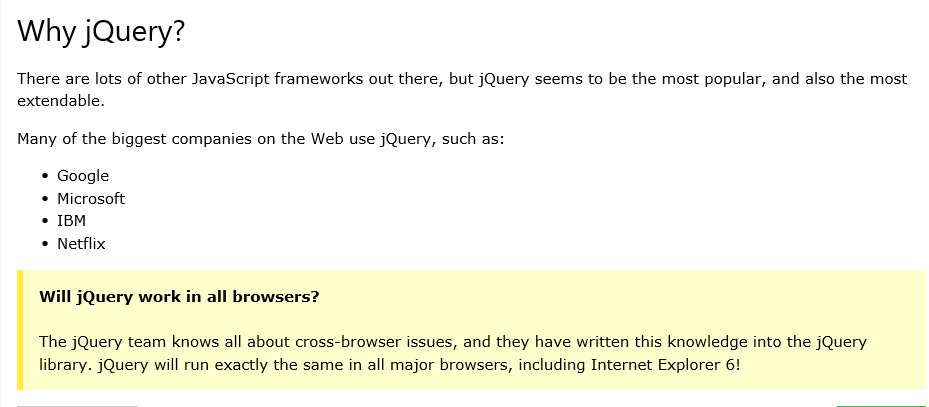 Why jQuery?
There are lots of other JavaScript frameworks out there, but jQuery seems to be the most popular, and also the most
extendable.
Many of the biggest companies on the Web use jQuery, such as:
• Google
• Microsoft
• IBM
• Netflix
Will jQuery work in all browsers?
The jQuery team knows all about cross-browser issues, and they have written this knowledge into the jQuery
library. jQuery will run exactly the same in all major browsers, including Internet Explorer 6!